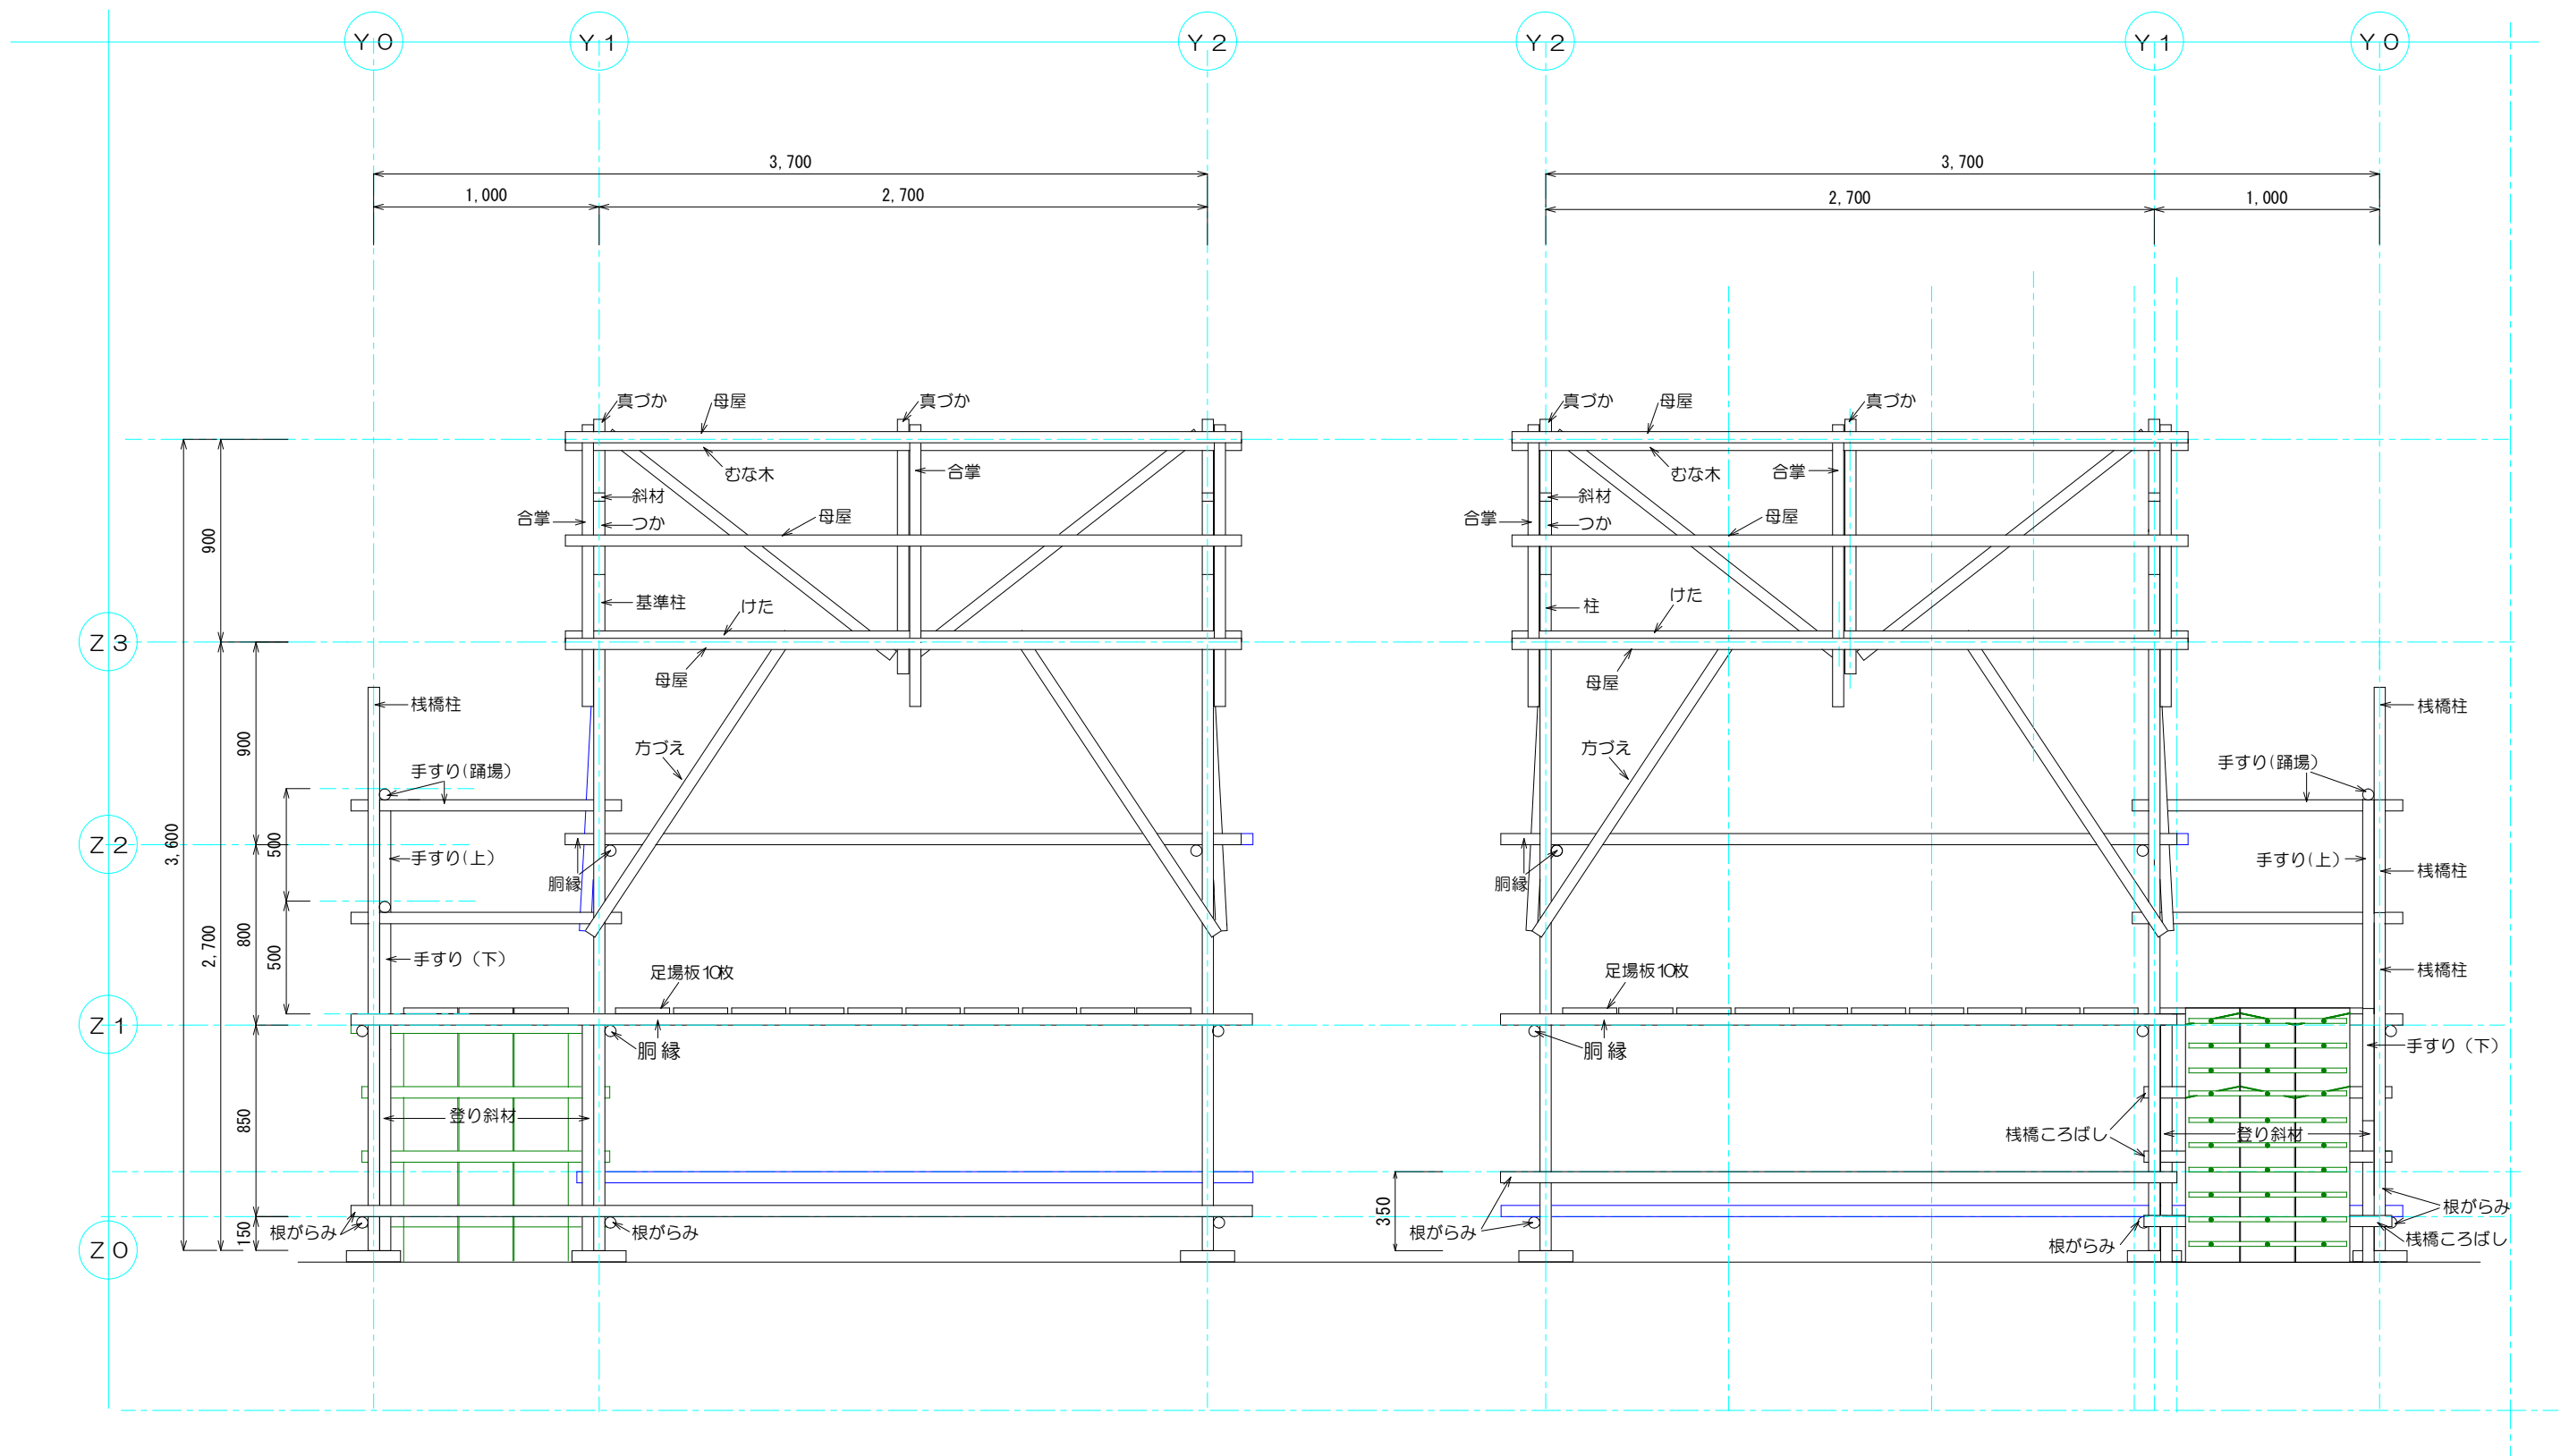 Y0
Y1
Y2
Y2
Y1
Y0
3,700
3,700
1,000
2,700
2,700
1,000
真づか
母屋
真づか
真づか
母屋
真づか
むな木
合掌
むな木
合掌
斜材
斜材
合掌
つか
母屋
合掌
つか
母屋
900
基準柱
けた
柱
けた
Z3
母屋
母屋
桟橋柱
桟橋柱
900
方づえ
方づえ
手すり(踊場)
手すり(踊場)
Z2
3,600
500
手すり(上)
手すり(上)
桟橋柱
胴縁
胴縁
2,700
800
500
手すり(下)
足場板10枚
足場板10枚
桟橋柱
Z1
胴縁
胴縁
手すり(下)
850
登り斜材
桟橋ころばし
登り斜材
350
根がらみ
150
根がらみ
根がらみ
根がらみ
根がらみ
桟橋ころばし
Z0